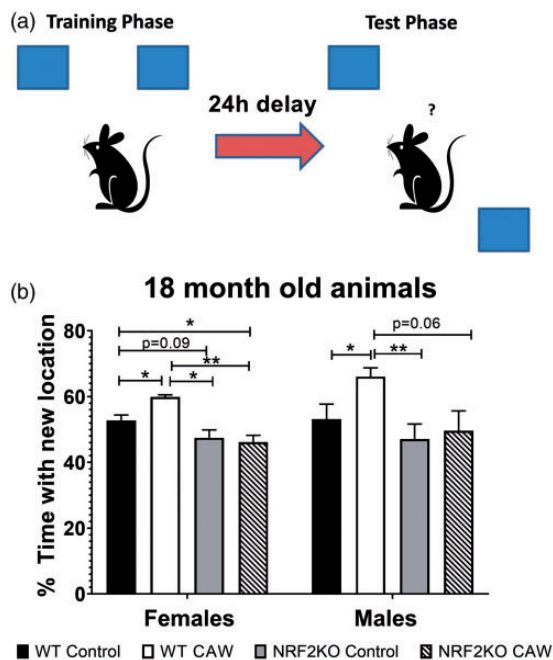 (a)
Training Phase
Test Phase
24h delay
?
(b)
18 month old animals
*
p=0.09
p=0.06
**
*
**
*
*
80
60
40
20
0
% Time with new location
Females
Males
WT Control
WT CAW
NRF2KO Control
NRF2KO CAW